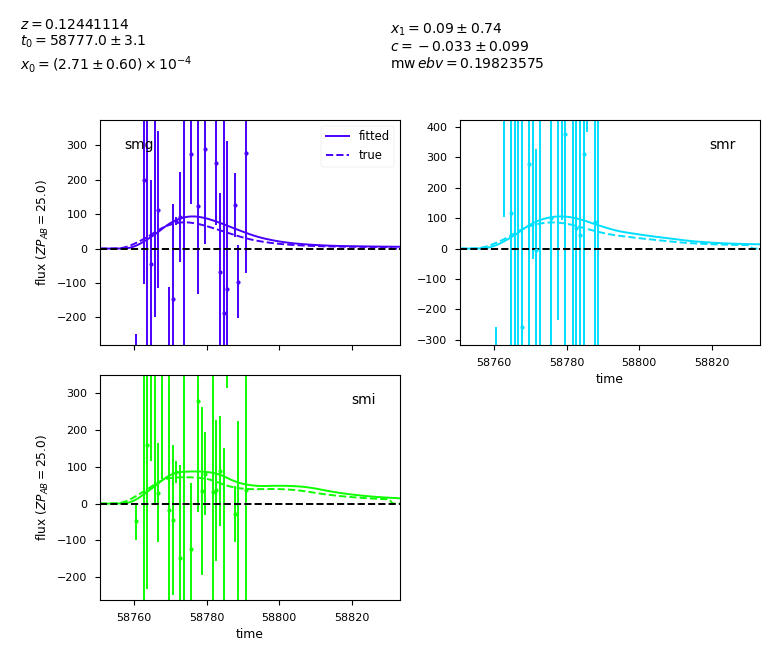 z = 0.12441114
t₀ = 58777.0 ± 3.1
x₀ = (2.71 ± 0.60) × 10⁻⁴
x₁ = 0.09 ± 0.74
c = −0.033 ± 0.099
mw ebv = 0.19823575
smg
fitted
true
300
200
100
0
−100
−200
flux (ZP_AB = 25.0)
smr
400
300
200
100
0
−100
−200
−300
58760 58780 58800 58820
time
smi
300
200
100
0
−100
−200
flux (ZP_AB = 25.0)
58760 58780 58800 58820
time